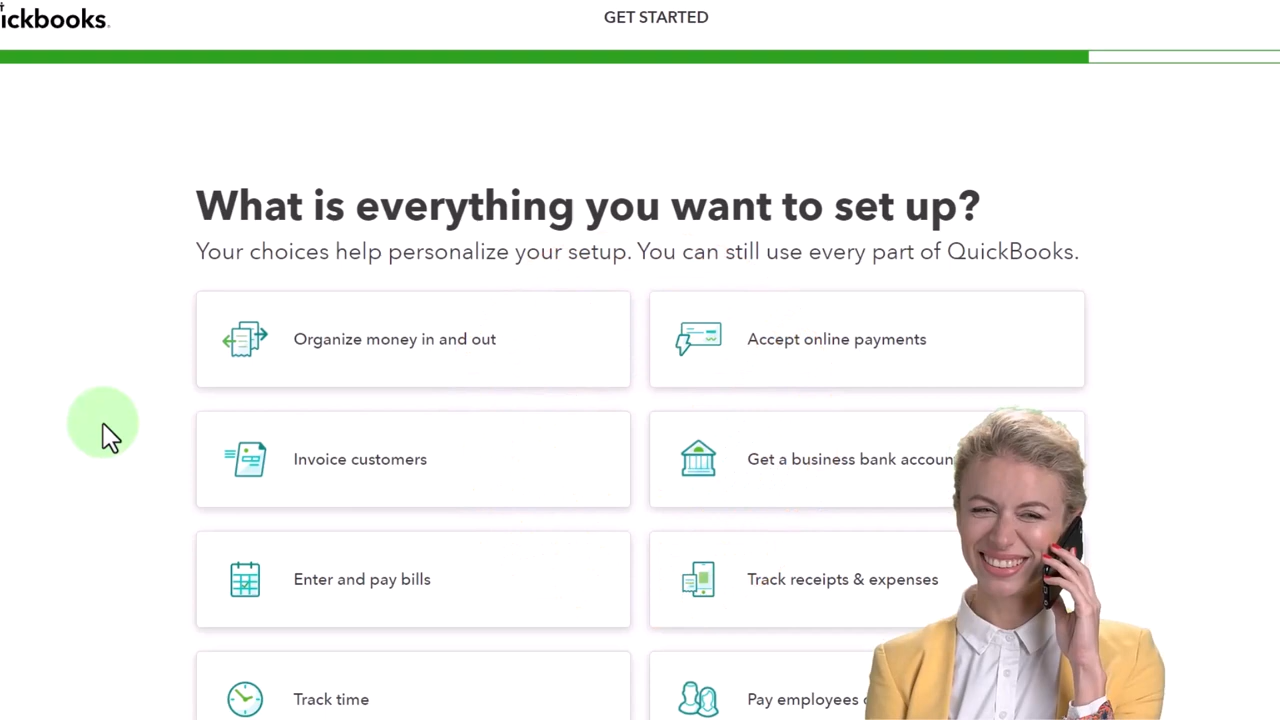 ickbooks.
GET STARTED
What is everything you want to set up?
Your choices help personalize your setup. You can still use every part of QuickBooks.
Organize money in and out
Accept online payments
Invoice customers
Get a business bank accoun
Enter and pay bills
Track receipts & expenses
Track time
Pay employees